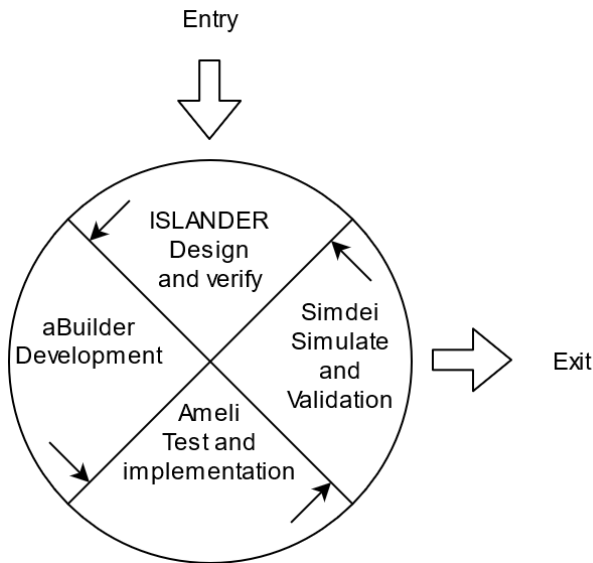 Entry
ISLANDER
Design
and verify
aBuilder
Development
Simdei
Simulate
and
Validation
Exit
Ameli
Test and
implementation